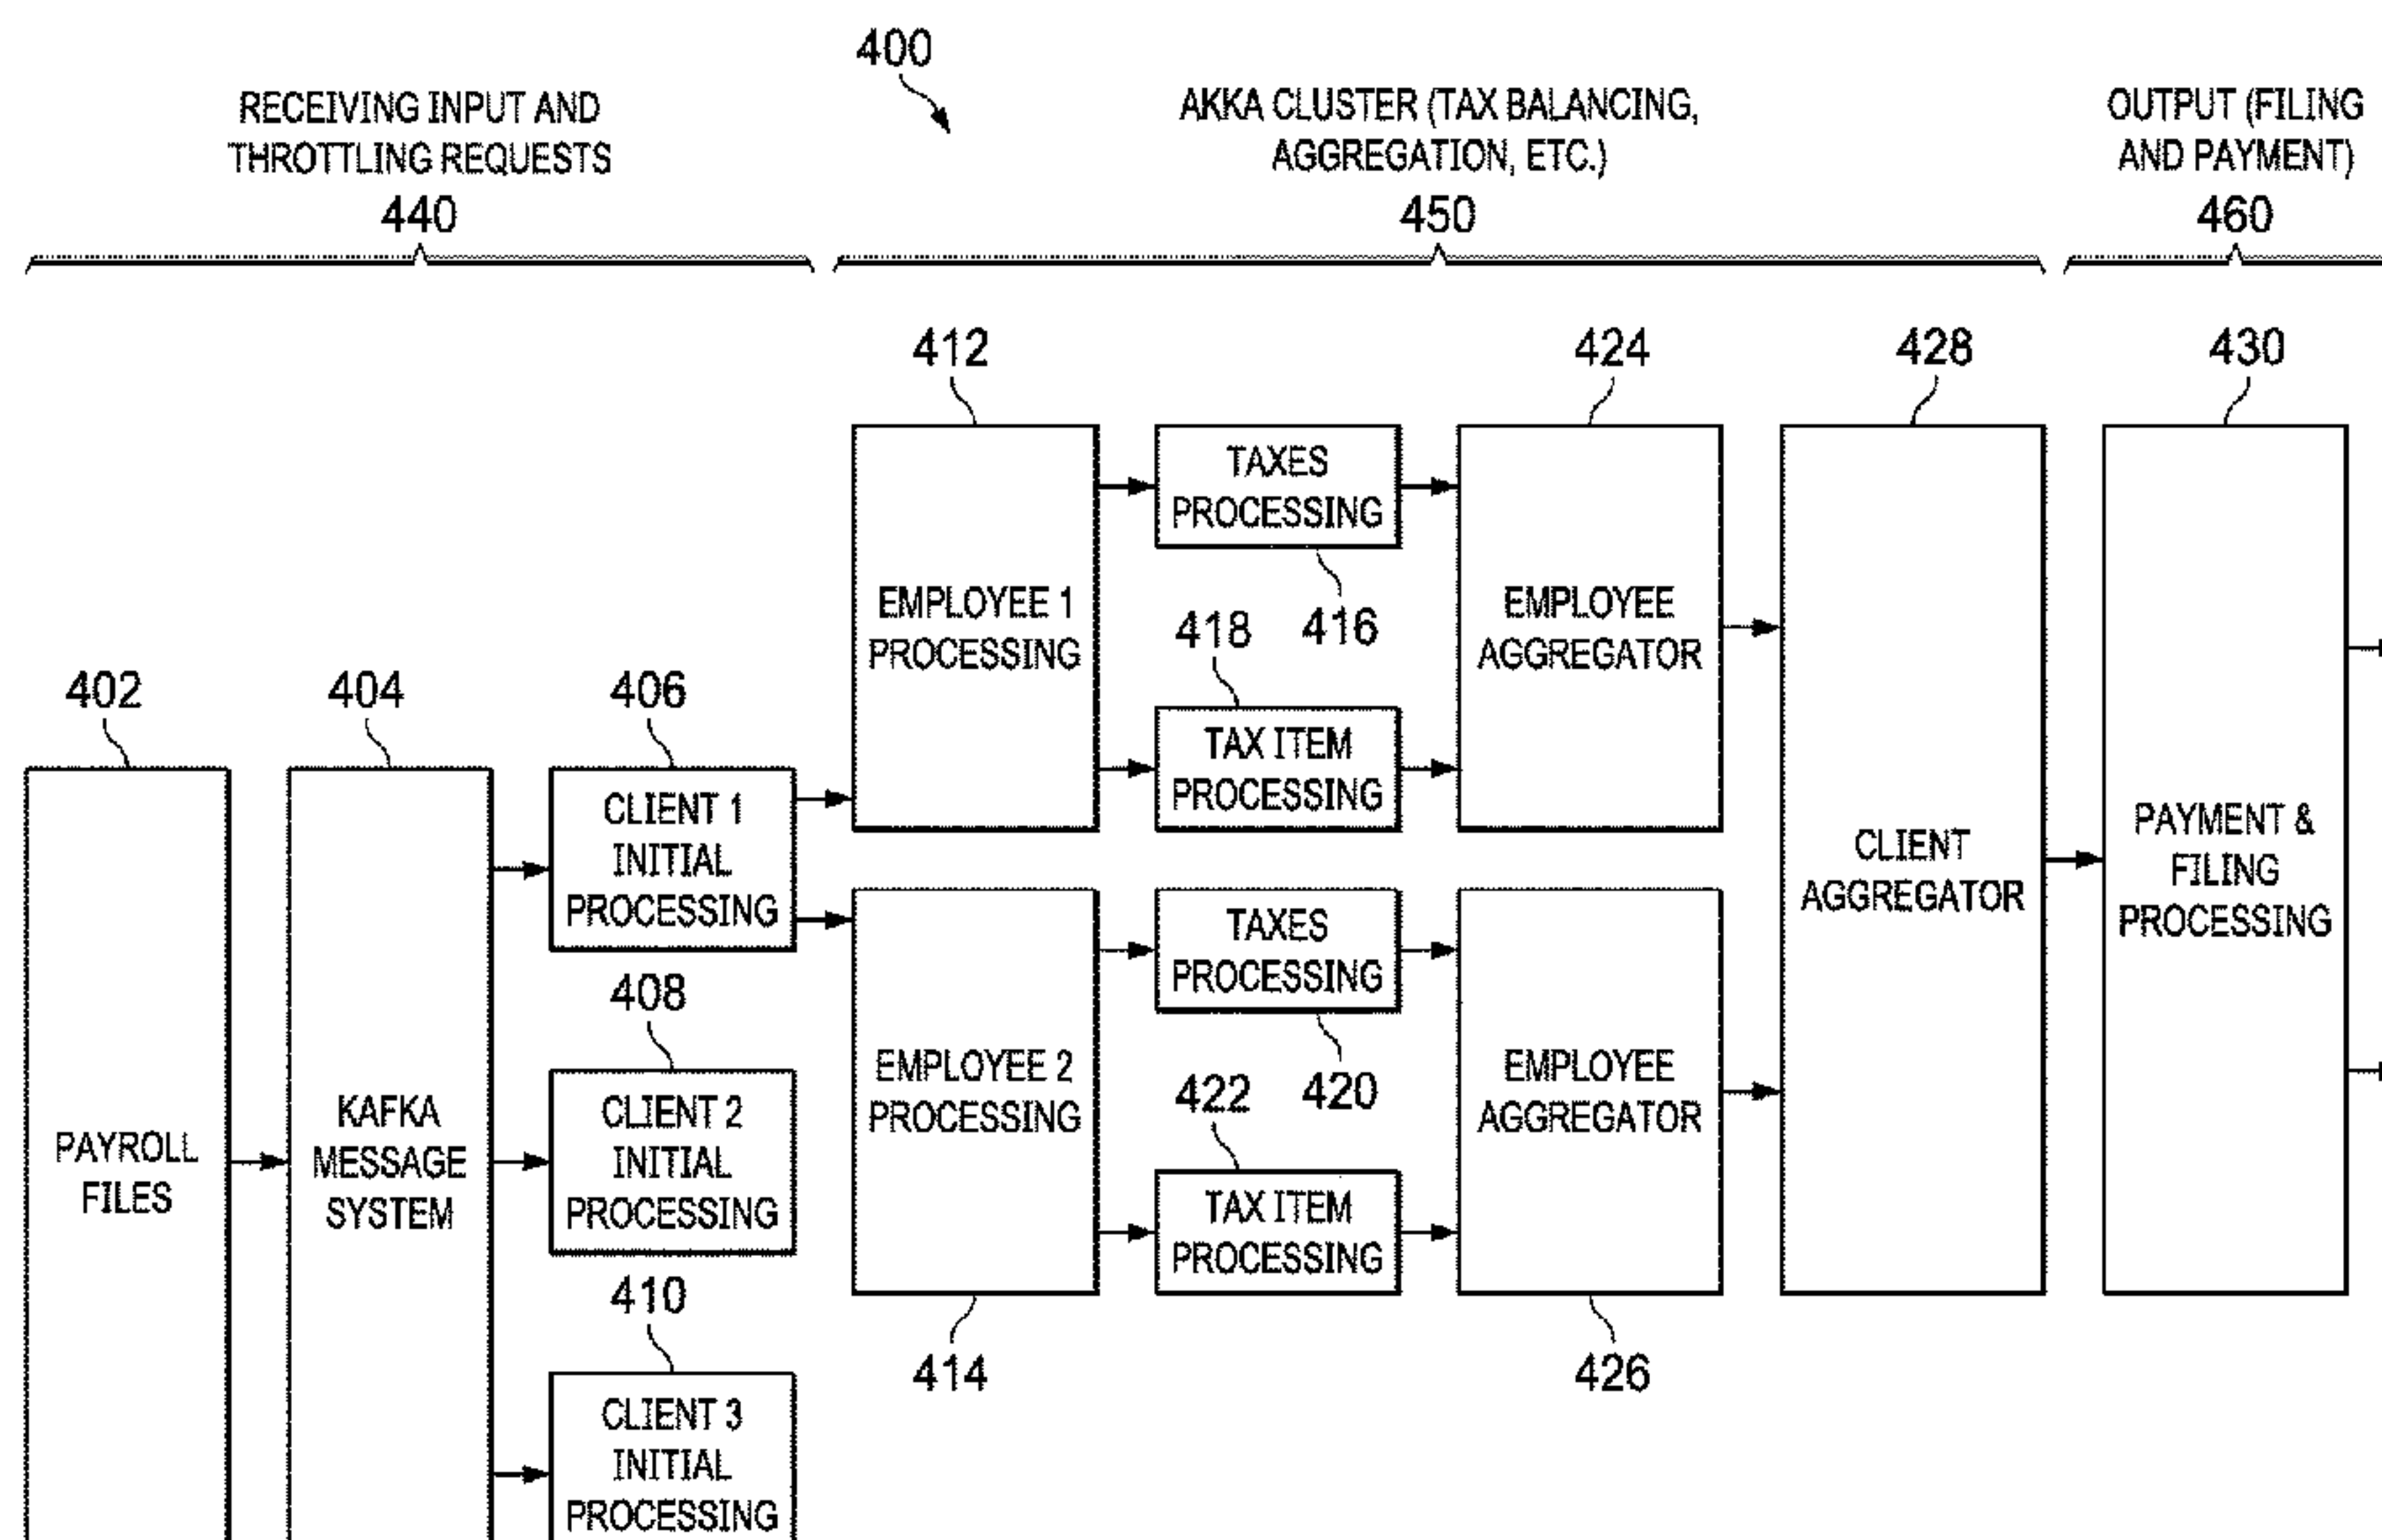 400
RECEIVING INPUT AND
THROTTLING REQUESTS
440
AKKA CLUSTER (TAX BALANCING,
AGGREGATION, ETC.)
450
OUTPUT (FILING
AND PAYMENT)
460
402
PAYROLL
FILES
404
KAFKA
MESSAGE
SYSTEM
406
CLIENT 1
INITIAL
PROCESSING
408
CLIENT 2
INITIAL
PROCESSING
410
CLIENT 3
INITIAL
PROCESSING
412
EMPLOYEE 1
PROCESSING
EMPLOYEE 2
PROCESSING
414
TAXES
PROCESSING
416
418
TAX ITEM
PROCESSING
TAXES
PROCESSING
420
422
TAX ITEM
PROCESSING
424
EMPLOYEE
AGGREGATOR
EMPLOYEE
AGGREGATOR
426
428
CLIENT
AGGREGATOR
430
PAYMENT &
FILING
PROCESSING